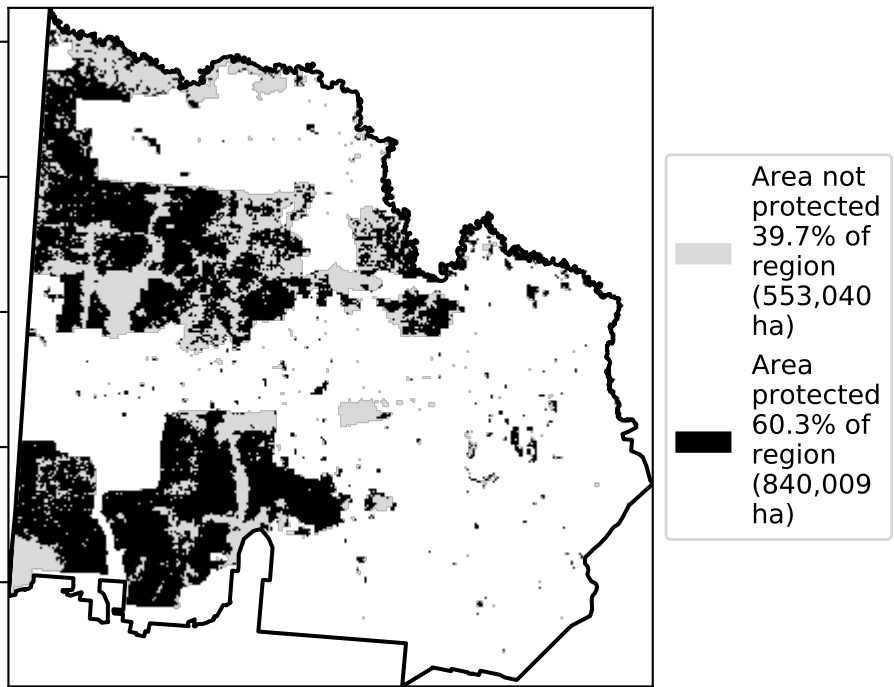 Area not
protected
39.7% of
region
(553,040
ha)
Area
protected
60.3% of
region
(840,009
ha)